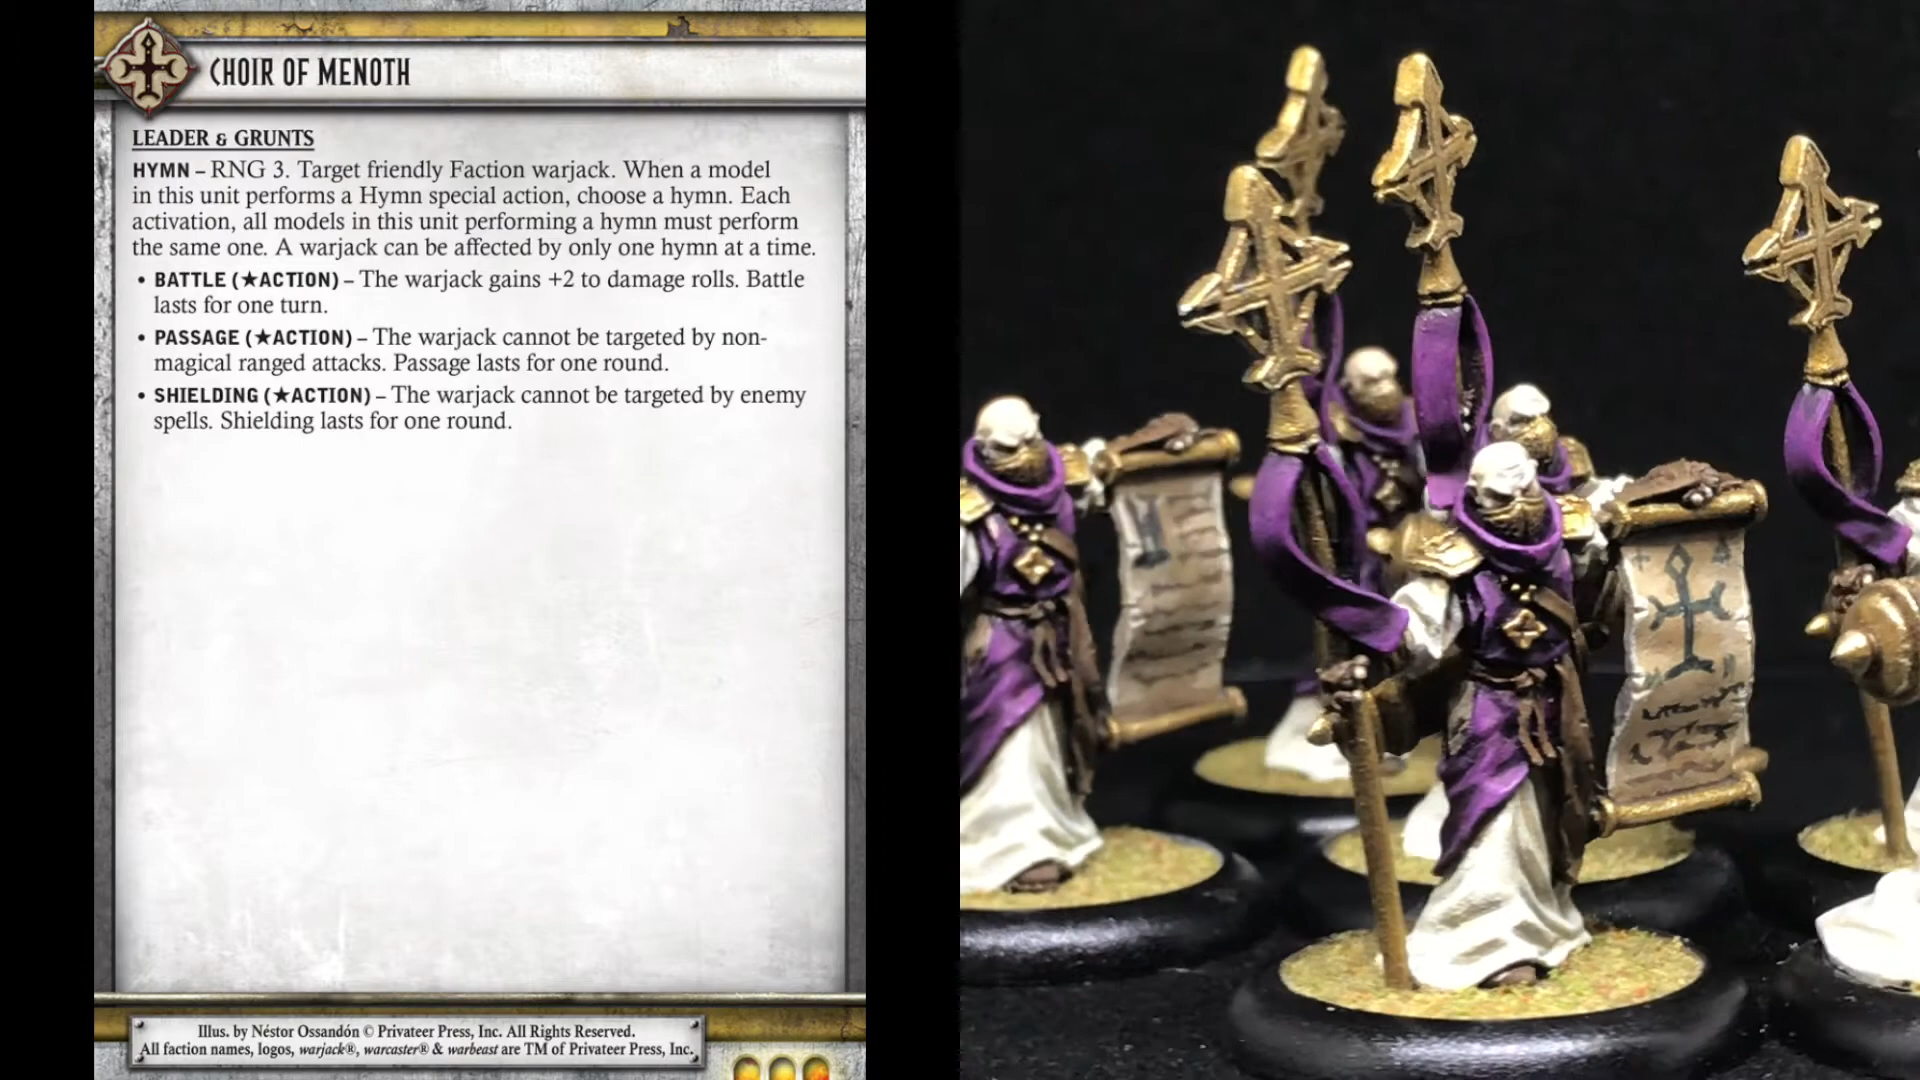 CHOIR OF MENOTH
LEADER & GRUNTS
HYMN – RNG 3. Target friendly Faction warjack. When a model
in this unit performs a Hymn special action, choose a hymn. Each
activation, all models in this unit performing a hymn must perform
the same one. A warjack can be affected by only one hymn at a time.
• BATTLE (★ACTION) – The warjack gains +2 to damage rolls. Battle
lasts for one turn.
• PASSAGE (★ACTION) – The warjack cannot be targeted by non-
magical ranged attacks. Passage lasts for one round.
• SHIELDING (★ACTION) – The warjack cannot be targeted by enemy
spells. Shielding lasts for one round.
Illus. by Néstor Ossandón © Privateer Press, Inc. All Rights Reserved.
All faction names, logos, warjack®, warcaster® & warbeast are TM of Privateer Press, Inc.